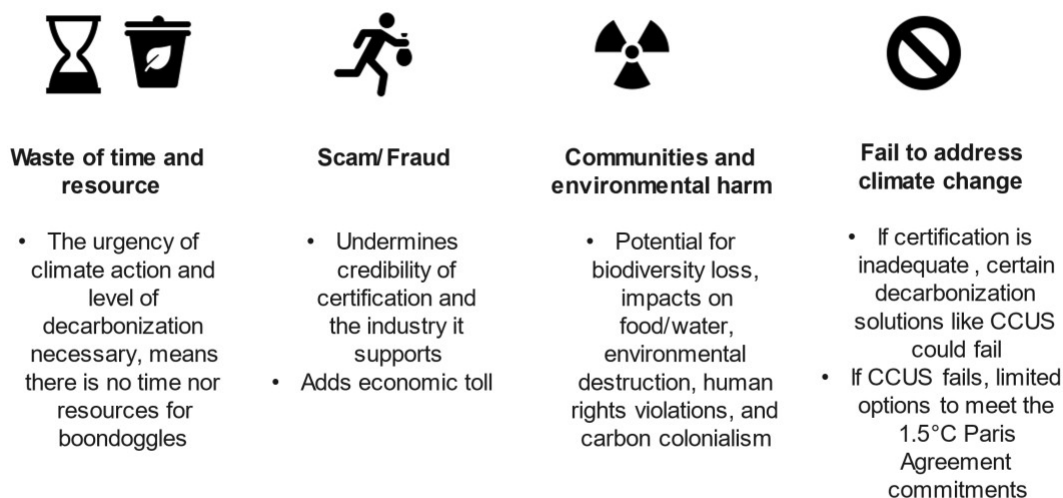 Waste of time and
resource
• The urgency of
climate action and
level of
decarbonization
necessary, means
there is no time nor
resources for
boondoggles
Scam/Fraud
• Undermines
credibility of
certification and
the industry it
supports
• Adds economic toll
Communities and
environmental harm
• Potential for
biodiversity loss,
impacts on
food/water,
environmental
destruction, human
rights violations, and
carbon colonialism
Fail to address
climate change
• If certification is
inadequate , certain
decarbonization
solutions like CCUS
could fail
• If CCUS fails, limited
options to meet the
1.5°C Paris
Agreement
commitments